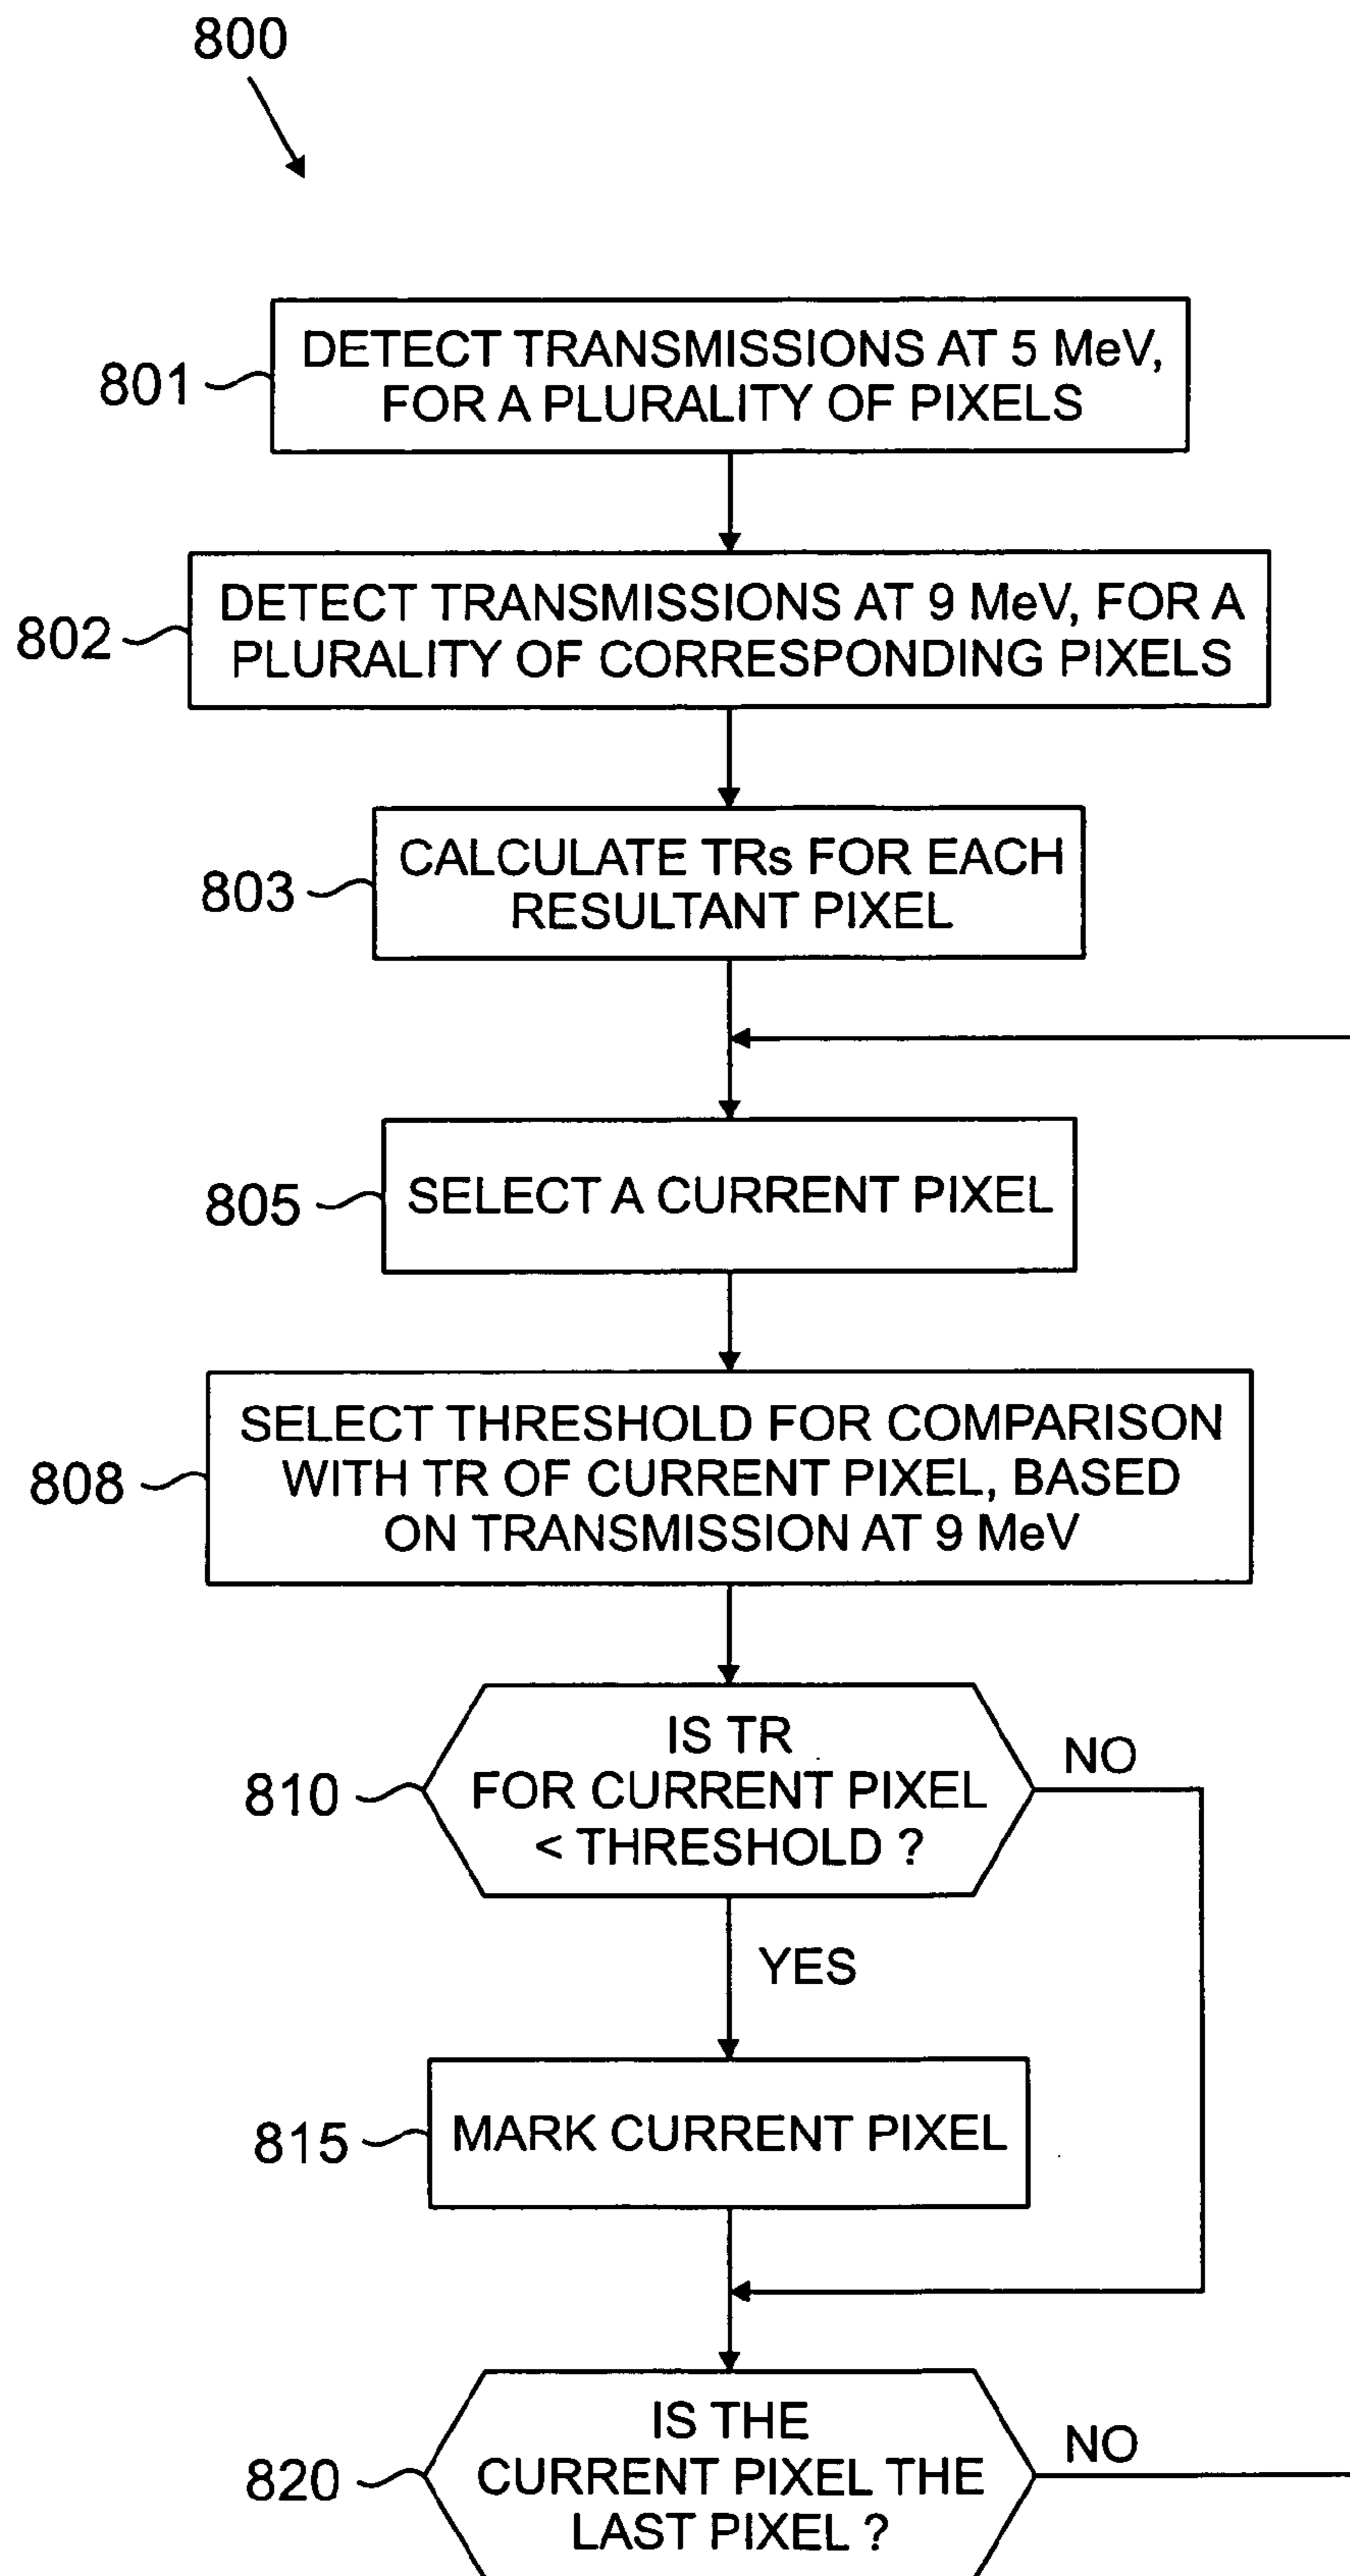 800
801
DETECT TRANSMISSIONS AT 5 MeV,
FOR A PLURALITY OF PIXELS
802
DETECT TRANSMISSIONS AT 9 MeV, FOR A
PLURALITY OF CORRESPONDING PIXELS
803
CALCULATE TRs FOR EACH
RESULTANT PIXEL
805
SELECT A CURRENT PIXEL
808
SELECT THRESHOLD FOR COMPARISON
WITH TR OF CURRENT PIXEL, BASED
ON TRANSMISSION AT 9 MeV
810
IS TR
FOR CURRENT PIXEL
< THRESHOLD ?
NO
YES
815
MARK CURRENT PIXEL
820
IS THE
CURRENT PIXEL THE
LAST PIXEL ?
NO